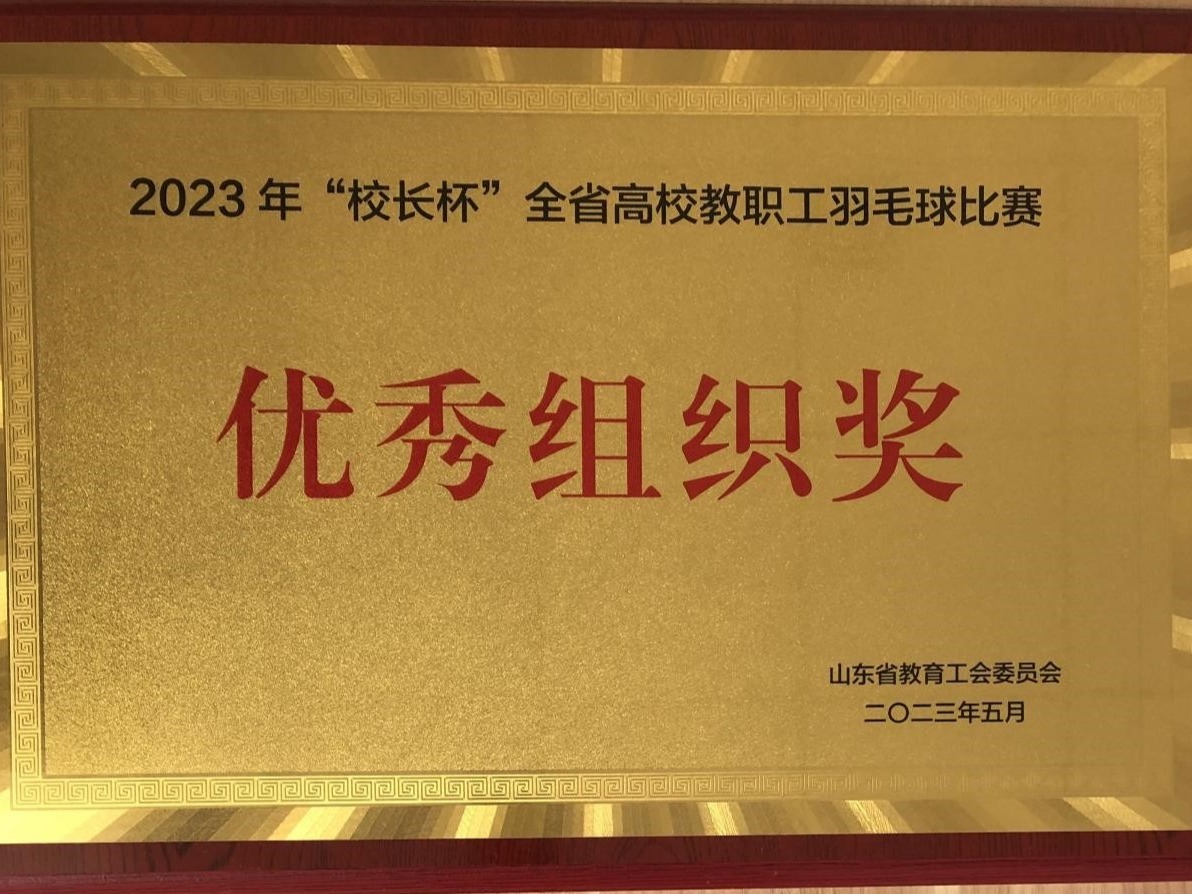 2023年“校长杯”全省高校教职工羽毛球比赛
优秀组织奖
山东省教育工会委员会
二〇二三年五月